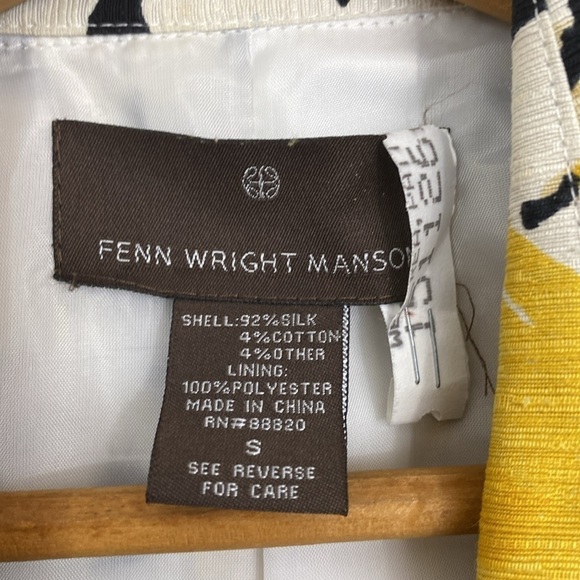 FENN WRIGHT MANSO
SHELL:92%SILK
4%COTTON
4%OTHER
LINING:
100%POLYESTER
MADE IN CHINA
RN#88820
S
SEE REVERSE
FOR CARE